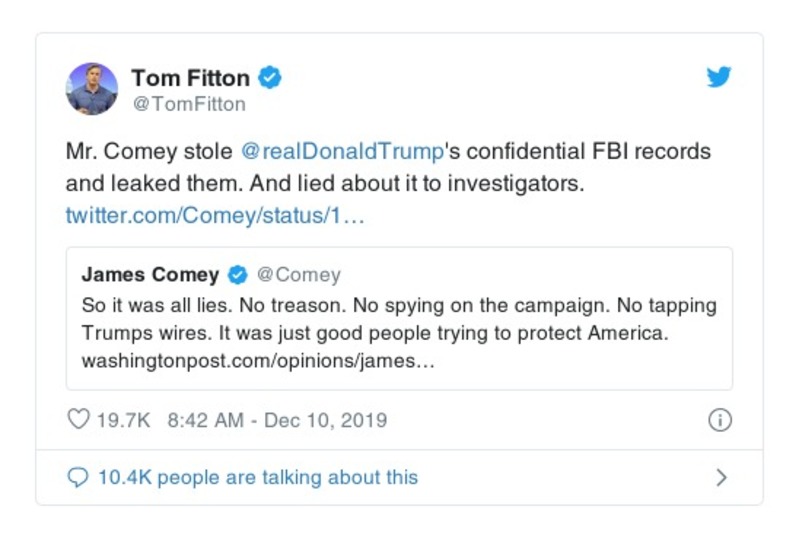 Tom Fitton
@TomFitton
Mr. Comey stole @realDonaldTrump's confidential FBI records
and leaked them. And lied about it to investigators.
twitter.com/Comey/status/1…
James Comey @Comey
So it was all lies. No treason. No spying on the campaign. No tapping
Trumps wires. It was just good people trying to protect America.
washingtonpost.com/opinions/james…
19.7K 8:42 AM - Dec 10, 2019
10.4K people are talking about this